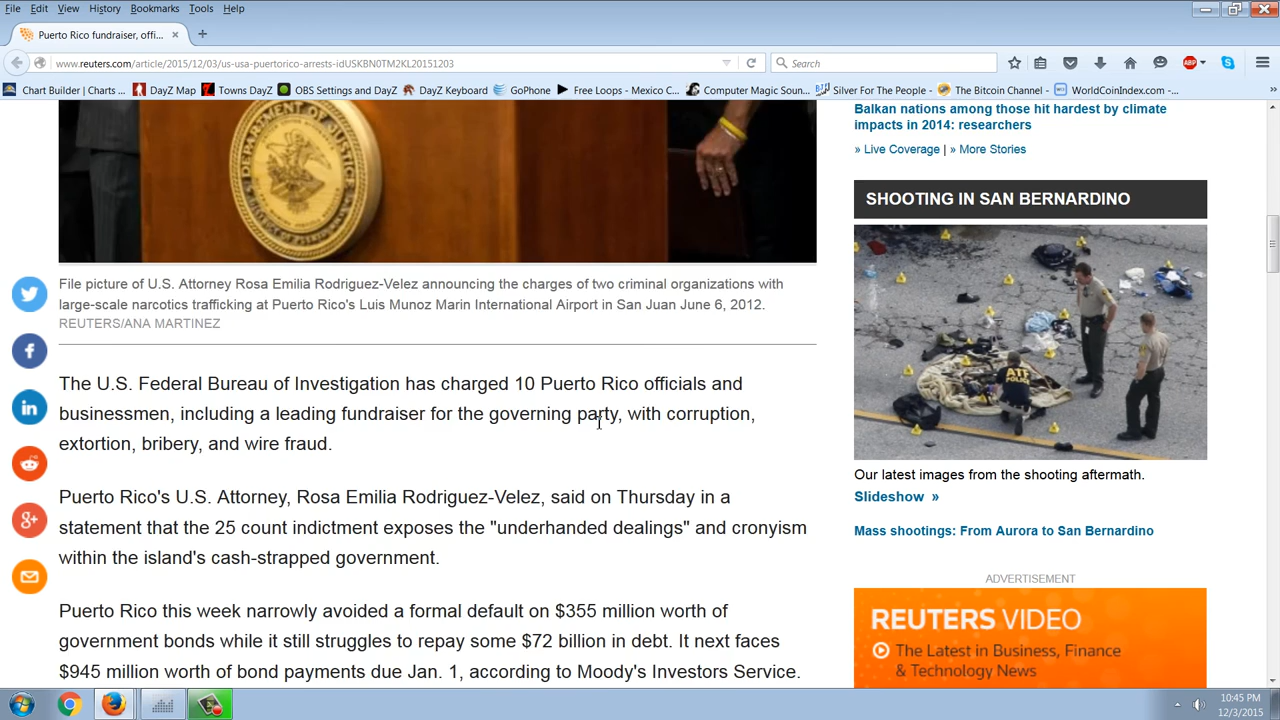 File Edit View History Bookmarks Tools Help
Puerto Rico fundraiser, offi...
www.reuters.com/article/2015/12/03/us-usa-puertorico-arrests-idUSKBN0TM2KL20151203
Search
ABP
Chart Builder | Charts ... DayZ Map Towns DayZ OBS Settings and DayZ DayZ Keyboard GoPhone Free Loops - Mexico C... Computer Magic Soun... Silver For The People - The Bitcoin Channel - WorldCoinIndex.com - ...
DEPARTMENT OF JUSTICE
File picture of U.S. Attorney Rosa Emilia Rodriguez-Velez announcing the charges of two criminal organizations with
large-scale narcotics trafficking at Puerto Rico's Luis Munoz Marin International Airport in San Juan June 6, 2012.
REUTERS/ANA MARTINEZ
The U.S. Federal Bureau of Investigation has charged 10 Puerto Rico officials and
businessmen, including a leading fundraiser for the governing party, with corruption,
extortion, bribery, and wire fraud.
Puerto Rico's U.S. Attorney, Rosa Emilia Rodriguez-Velez, said on Thursday in a
statement that the 25 count indictment exposes the "underhanded dealings" and cronyism
within the island's cash-strapped government.
Puerto Rico this week narrowly avoided a formal default on $355 million worth of
government bonds while it still struggles to repay some $72 billion in debt. It next faces
$945 million worth of bond payments due Jan. 1, according to Moody's Investors Service.
Balkan nations among those hit hardest by climate
impacts in 2014: researchers
» Live Coverage | » More Stories
SHOOTING IN SAN BERNARDINO
ATF
POLICE
Our latest images from the shooting aftermath.
Slideshow »
Mass shootings: From Aurora to San Bernardino
ADVERTISEMENT
REUTERS VIDEO
The Latest in Business, Finance
& Technology News
10:45 PM
12/3/2015